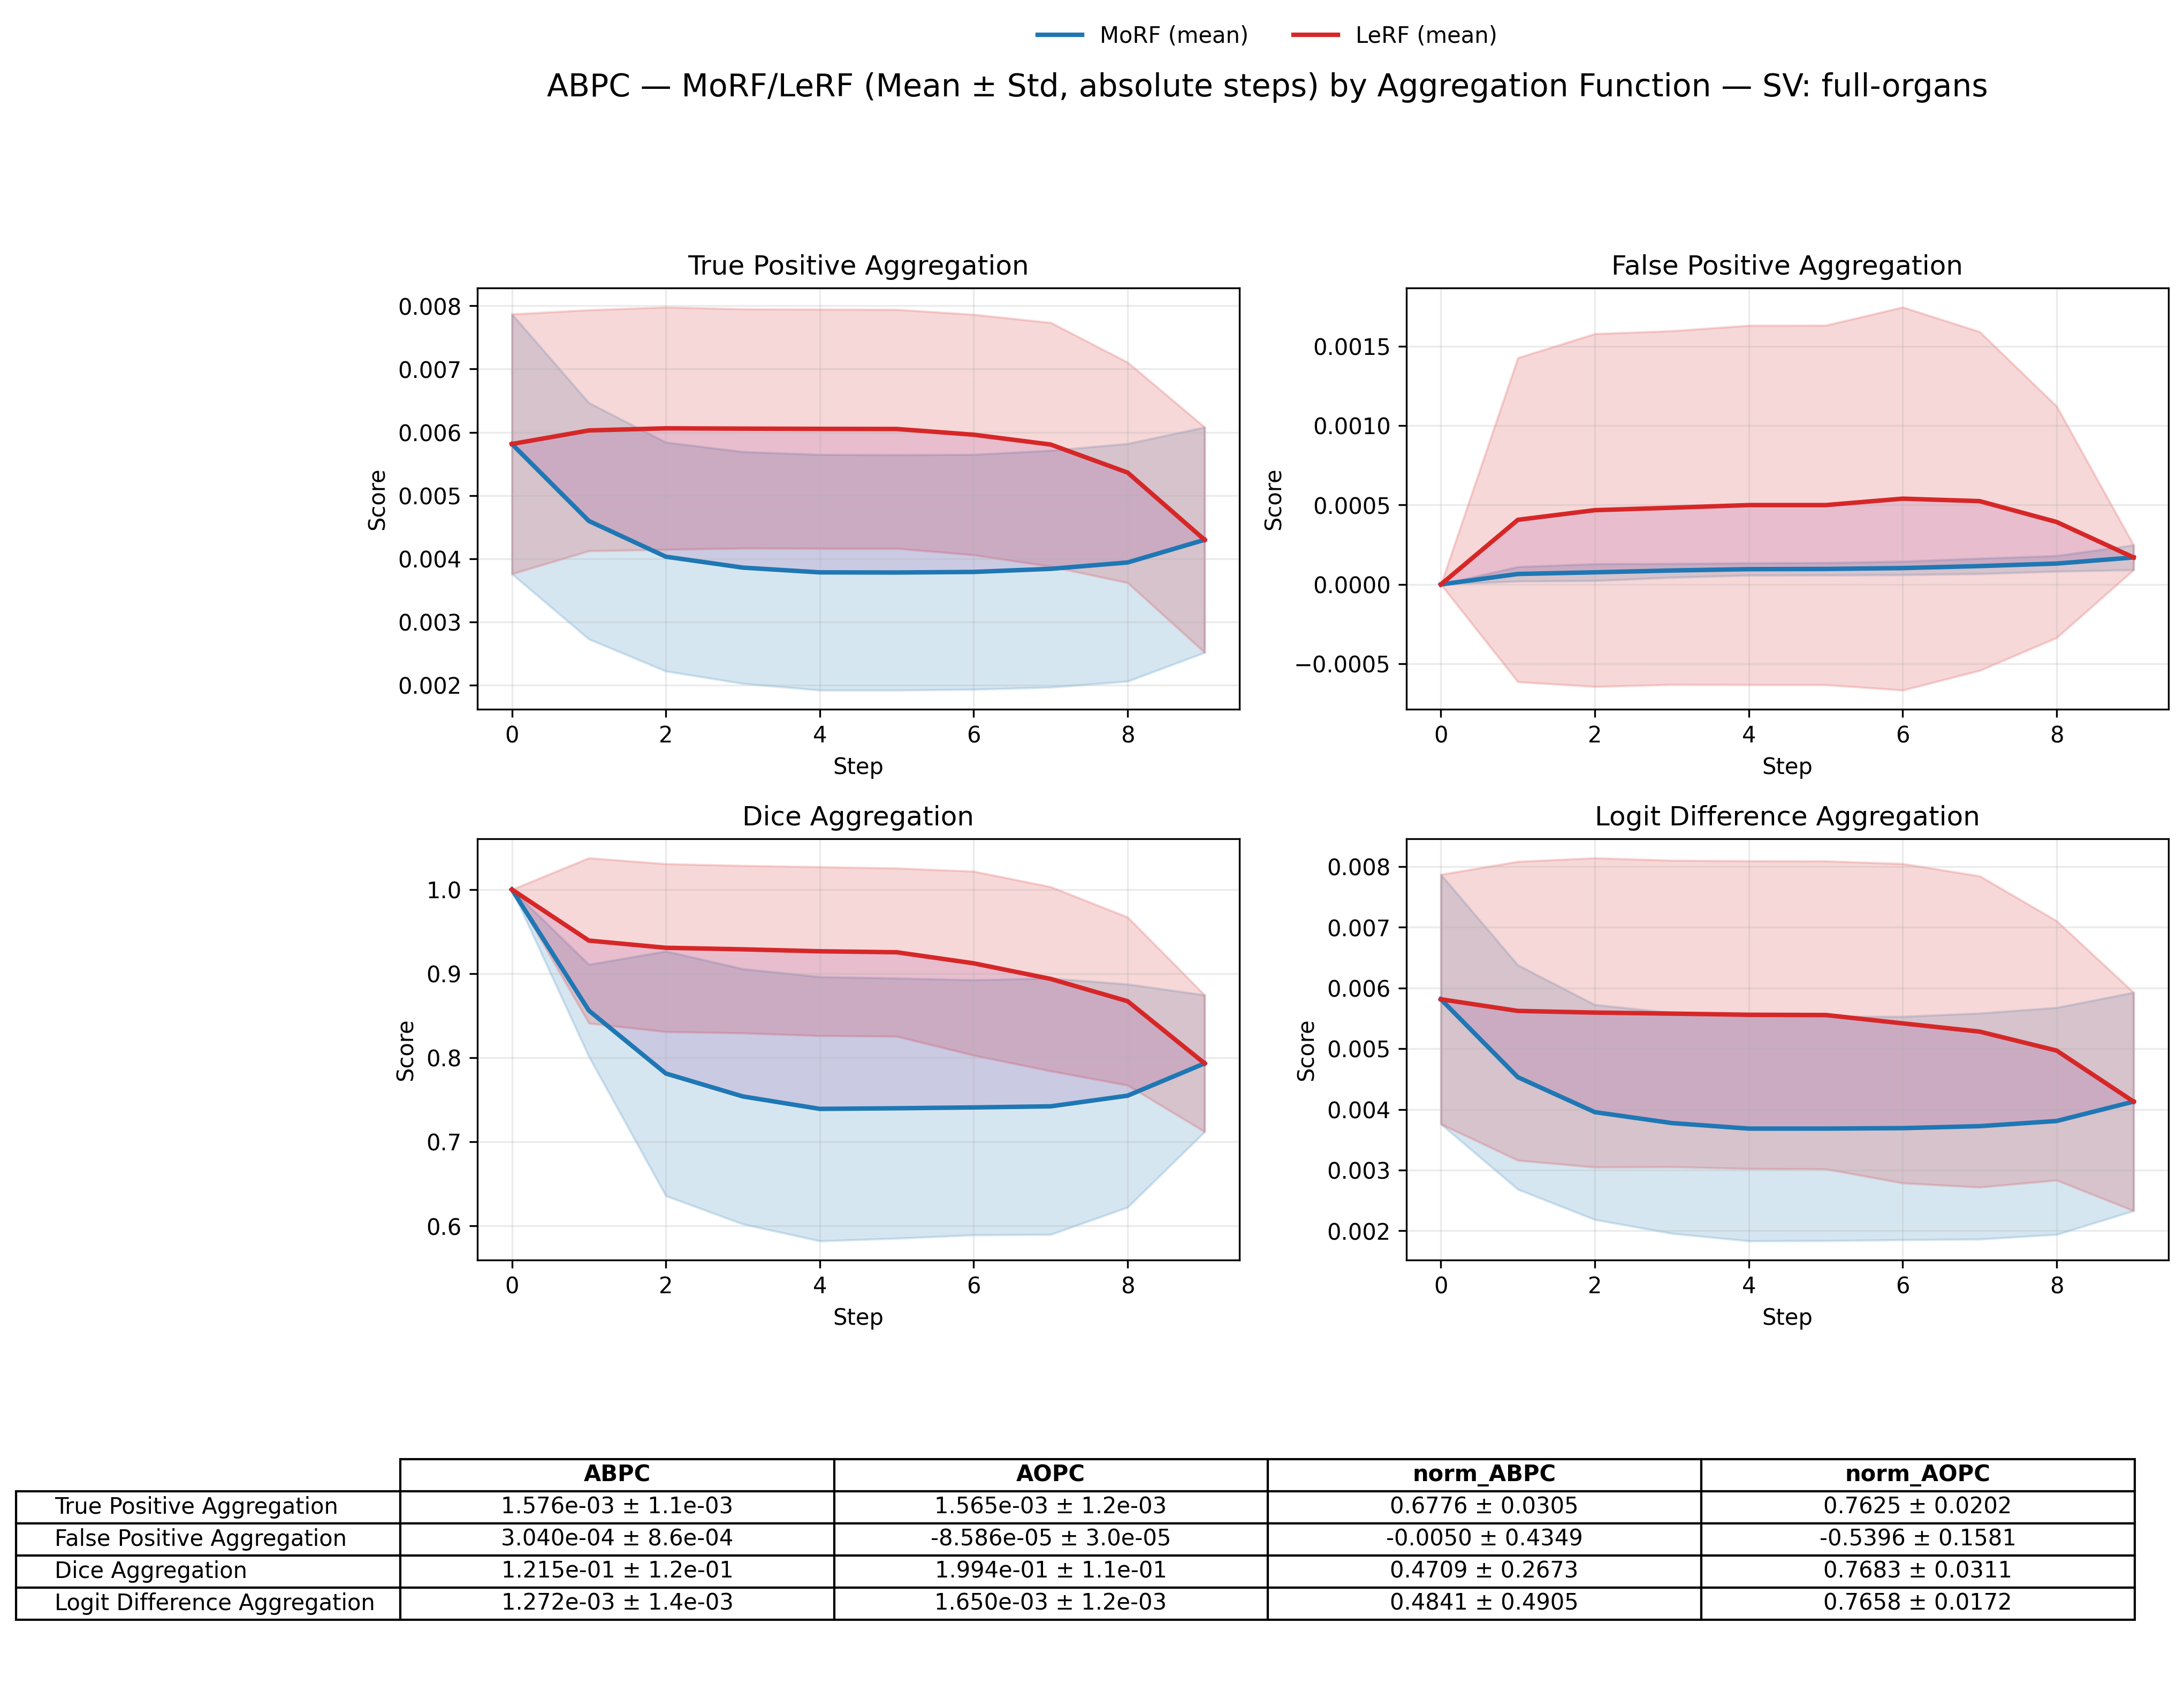 MoRF (mean) LeRF (mean)
ABPC — MoRF/LeRF (Mean ± Std, absolute steps) by Aggregation Function — SV: full-organs
True Positive Aggregation
0.008
0.007
0.006
0.005
0.004
0.003
0.002
Score
0 2 4 6 8
Step
False Positive Aggregation
0.0015
0.0010
0.0005
0.0000
−0.0005
Score
0 2 4 6 8
Step
Dice Aggregation
1.0
0.9
0.8
0.7
0.6
Score
0 2 4 6 8
Step
Logit Difference Aggregation
0.008
0.007
0.006
0.005
0.004
0.003
0.002
Score
0 2 4 6 8
Step
ABPC AOPC norm_ABPC norm_AOPC
True Positive Aggregation 1.576e-03 ± 1.1e-03 1.565e-03 ± 1.2e-03 0.6776 ± 0.0305 0.7625 ± 0.0202
False Positive Aggregation 3.040e-04 ± 8.6e-04 -8.586e-05 ± 3.0e-05 -0.0050 ± 0.4349 -0.5396 ± 0.1581
Dice Aggregation 1.215e-01 ± 1.2e-01 1.994e-01 ± 1.1e-01 0.4709 ± 0.2673 0.7683 ± 0.0311
Logit Difference Aggregation 1.272e-03 ± 1.4e-03 1.650e-03 ± 1.2e-03 0.4841 ± 0.4905 0.7658 ± 0.0172